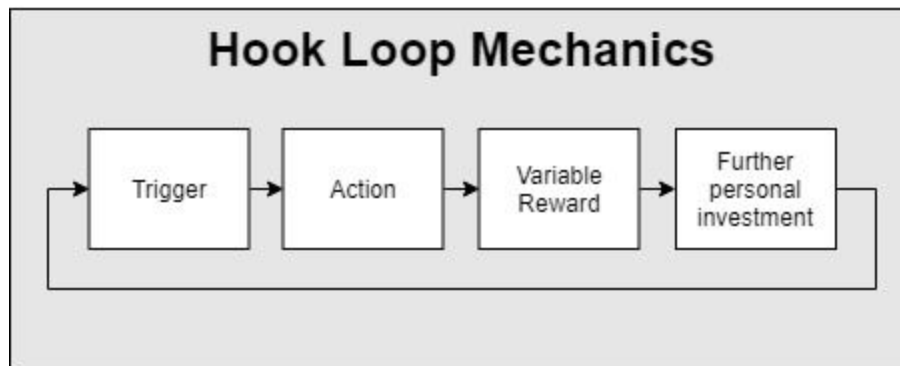 Hook Loop Mechanics
Trigger
Action
Variable
Reward
Further
personal
investment